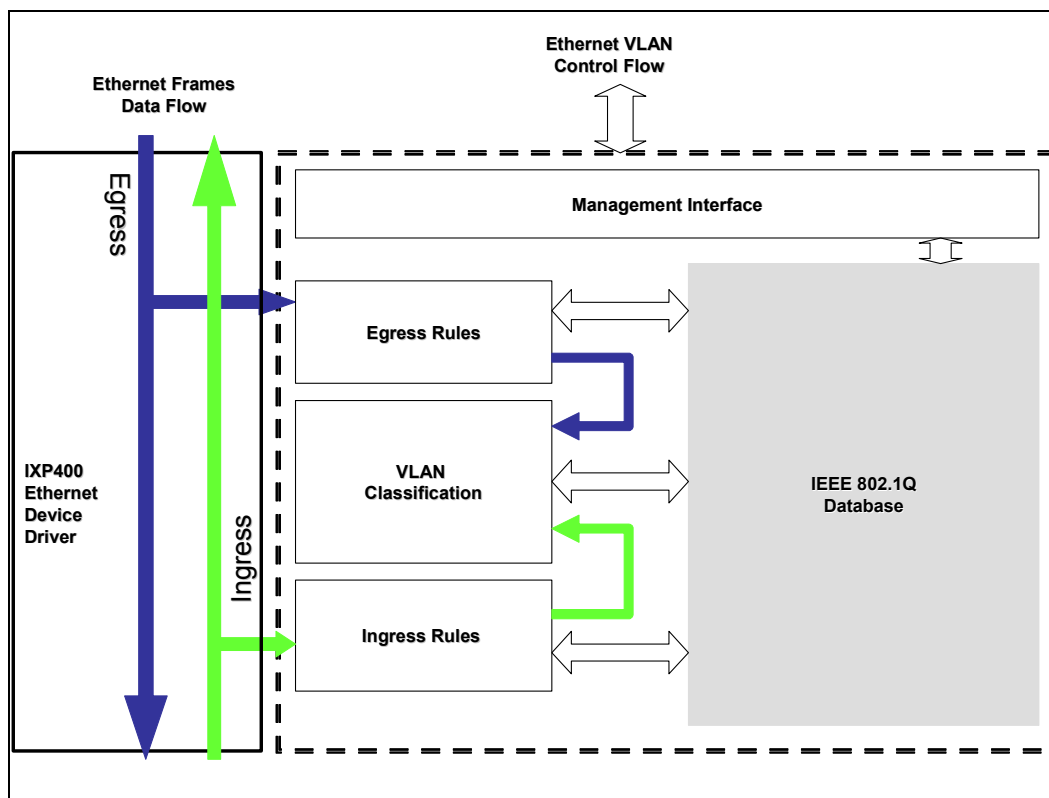 Ethernet VLAN
Control Flow
Ethernet Frames
Data Flow
Egress
Management Interface
Egress Rules
VLAN
Classification
IEEE 802.1Q
Database
IXP400
Ethernet
Device
Driver
Ingress
Ingress Rules